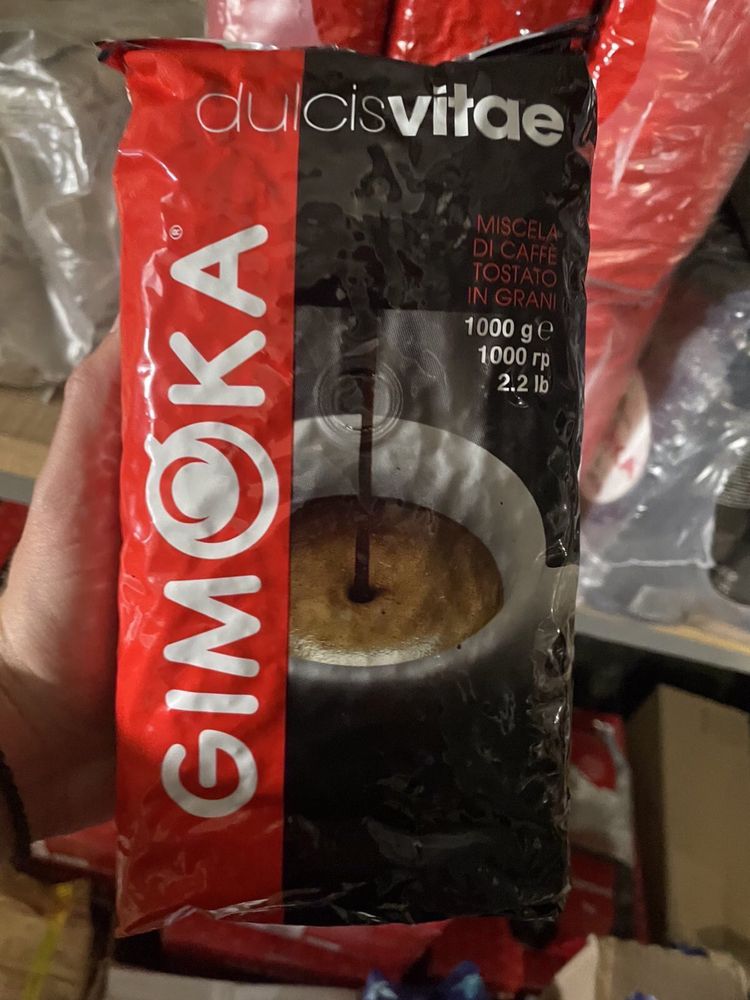 dulcisvitae
MISCELA
DI CAFFÈ
TOSTATO
IN GRANI
1000 g e
1000 гр
2.2 lb
GIMOKA®